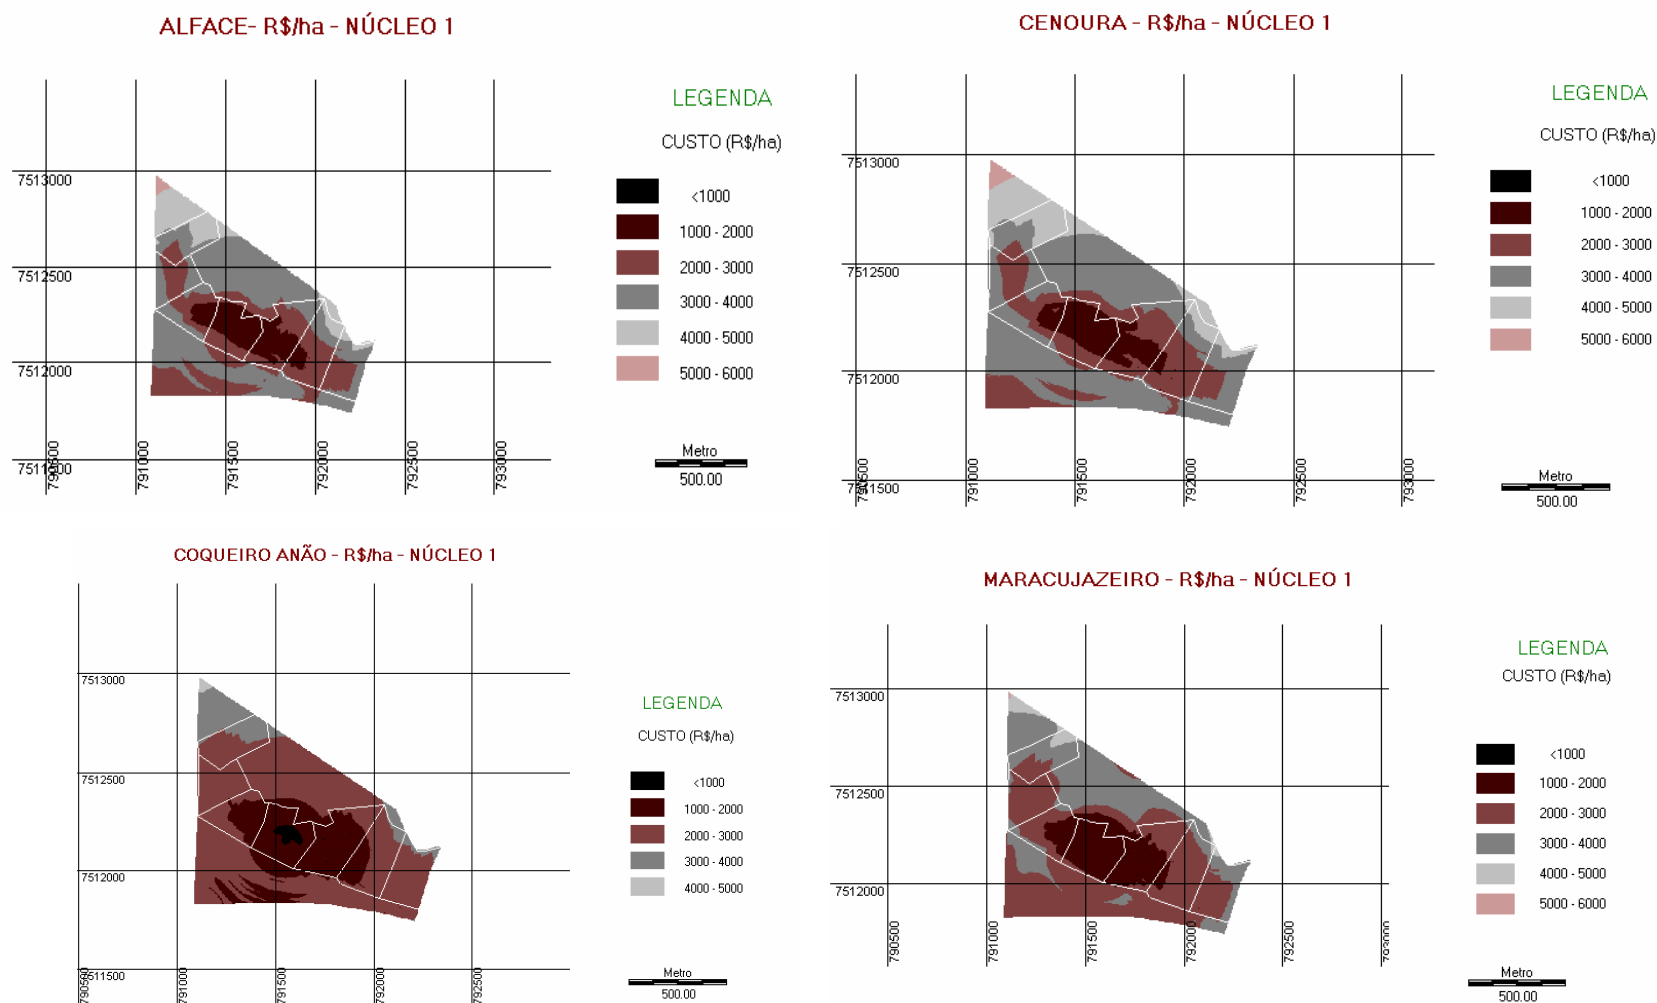 ALFACE- R$/ha - NÚCLEO 1
LEGENDA
CUSTO (R$/ha)
<1000
1000 - 2000
2000 - 3000
3000 - 4000
4000 - 5000
5000 - 6000
7513000
7512500
7512000
7511500
790500
791000
791500
792000
792500
793000
Metro
500.00
CENOURA - R$/ha - NÚCLEO 1
LEGENDA
CUSTO (R$/ha)
<1000
1000 - 2000
2000 - 3000
3000 - 4000
4000 - 5000
5000 - 6000
7513000
7512500
7512000
7511500
790500
791000
791500
792000
792500
793000
Metro
500.00
COQUEIRO ANÃO - R$/ha - NÚCLEO 1
LEGENDA
CUSTO (R$/ha)
<1000
1000 - 2000
2000 - 3000
3000 - 4000
4000 - 5000
7513000
7512500
7512000
7511500
790500
791000
791500
792000
792500
Metro
500.00
MARACUJAZEIRO - R$/ha - NÚCLEO 1
LEGENDA
CUSTO (R$/ha)
<1000
1000 - 2000
2000 - 3000
3000 - 4000
4000 - 5000
5000 - 6000
7513000
7512500
7512000
790500
791000
791500
792000
792500
793000
Metro
500.00